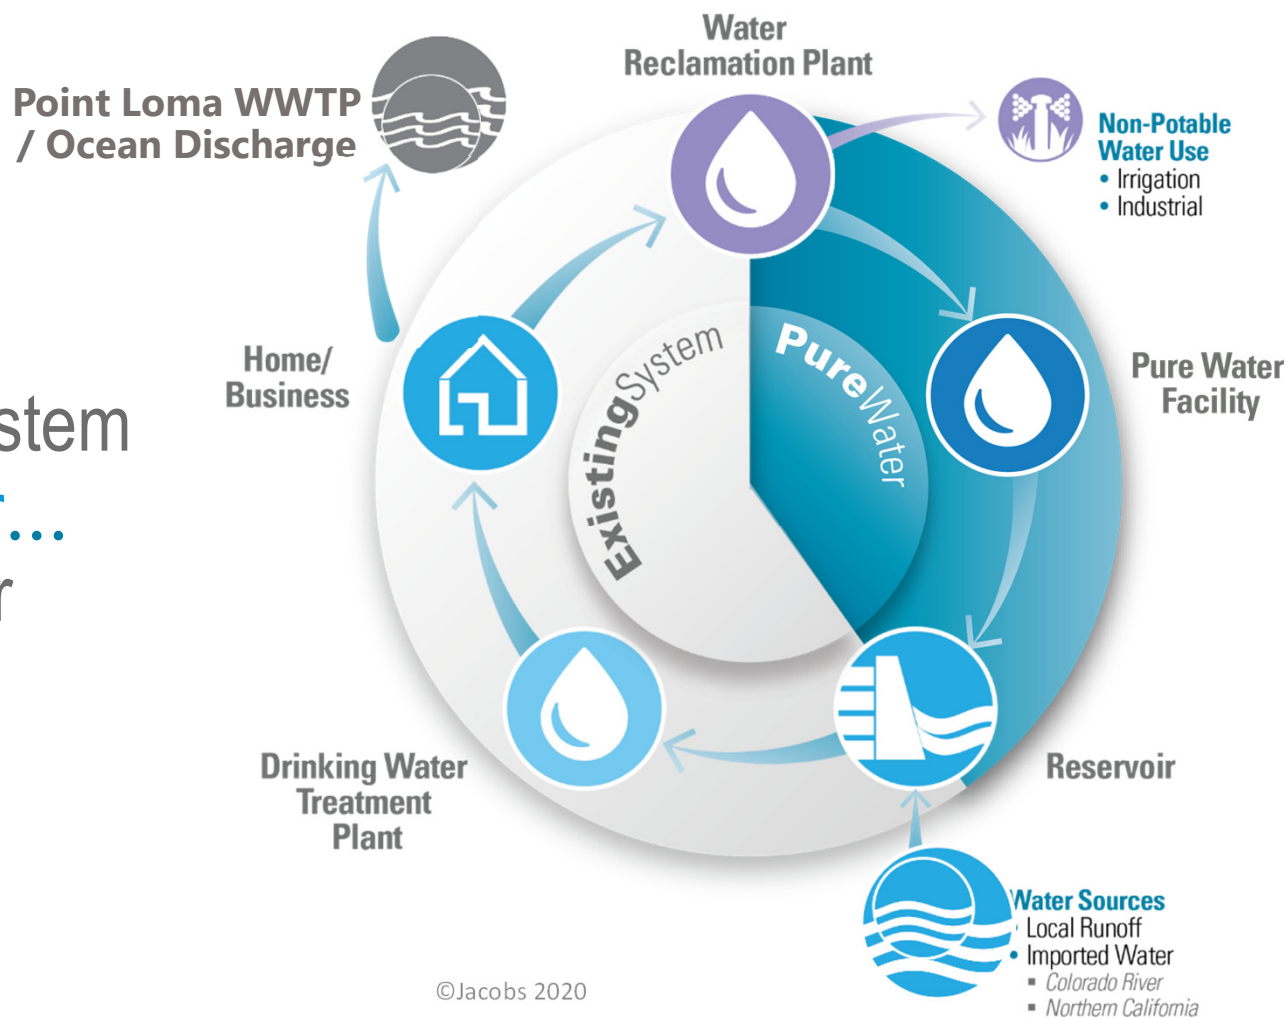 Water
Reclamation Plant
Point Loma WWTP
/ Ocean Discharge
Non-Potable
Water Use
• Irrigation
• Industrial
Home/
Business
ExistingSystem
PureWater
Pure Water
Facility
Drinking Water
Treatment
Plant
Reservoir
Water Sources
• Local Runoff
• Imported Water
▪ Colorado River
▪ Northern California
©Jacobs 2020